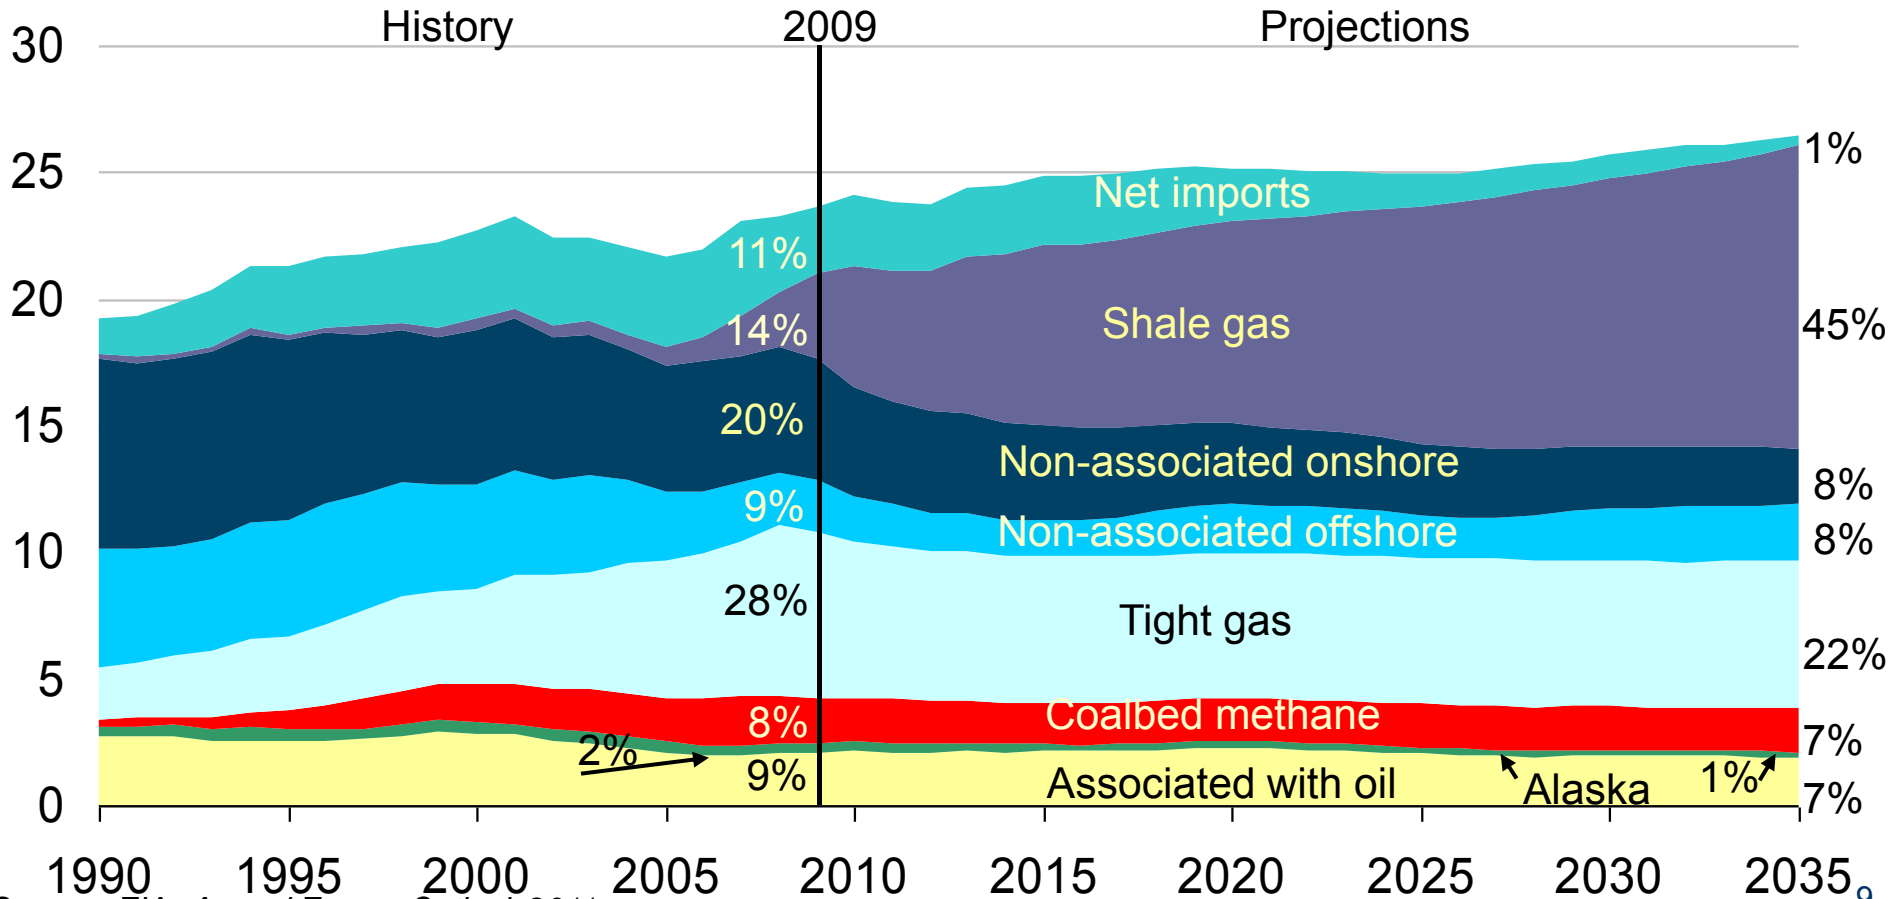 History 2009 Projections
30
25
20
15
10
5
0
1%
Net imports
11%
Shale gas
14%
45%
20%
Non-associated onshore
8%
9%
Non-associated offshore
8%
28%
Tight gas
22%
8%
Coalbed methane
7%
2%
9%
Associated with oil
Alaska
1%
7%
1990 1995 2000 2005 2010 2015 2020 2025 2030 2035
9